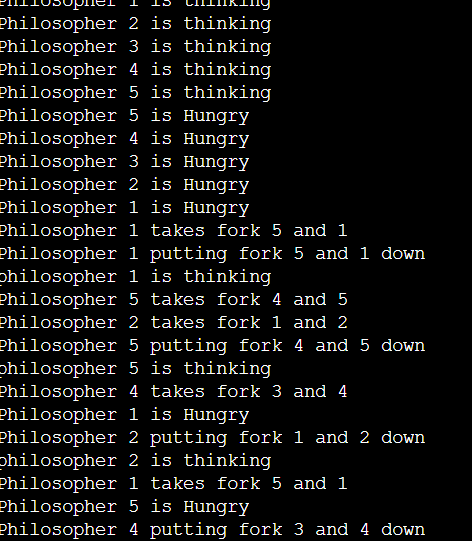 Philosopher 1 is thinking
Philosopher 2 is thinking
Philosopher 3 is thinking
Philosopher 4 is thinking
Philosopher 5 is thinking
Philosopher 5 is Hungry
Philosopher 4 is Hungry
Philosopher 3 is Hungry
Philosopher 2 is Hungry
Philosopher 1 is Hungry
Philosopher 1 takes fork 5 and 1
Philosopher 1 putting fork 5 and 1 down
philosopher 1 is thinking
Philosopher 5 takes fork 4 and 5
Philosopher 2 takes fork 1 and 2
Philosopher 5 putting fork 4 and 5 down
philosopher 5 is thinking
Philosopher 4 takes fork 3 and 4
Philosopher 1 is Hungry
Philosopher 2 putting fork 1 and 2 down
philosopher 2 is thinking
Philosopher 1 takes fork 5 and 1
Philosopher 5 is Hungry
Philosopher 4 putting fork 3 and 4 down